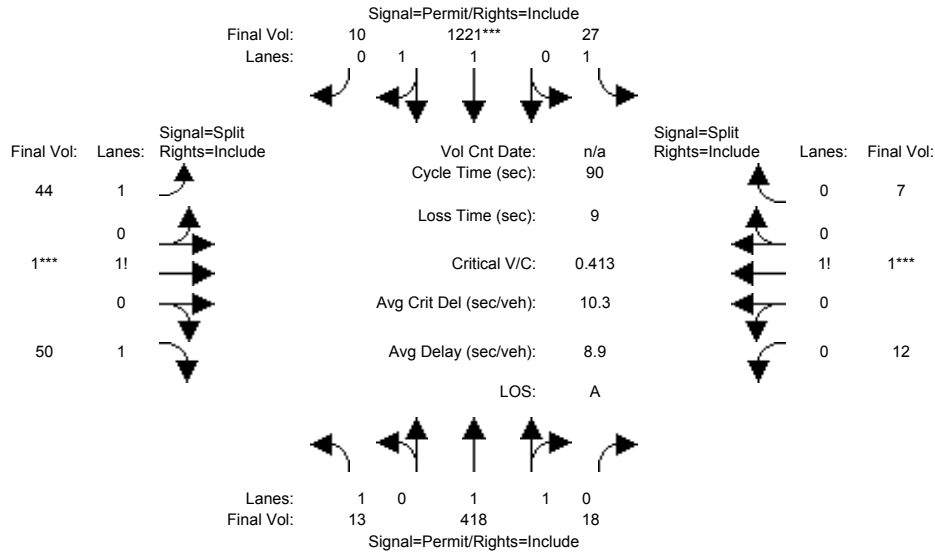 Signal=Permit/Rights=Include
Final Vol: 10 1221*** 27
Lanes: 0 1 1 0 1
Signal=Split Signal=Split
Final Vol: Lanes: Rights=Include Vol Cnt Date: n/a Rights=Include Lanes: Final Vol:
Cycle Time (sec): 90
44 1 0 7
Loss Time (sec): 9
0 0
1*** 1! Critical V/C: 0.413 1! 1***
0 Avg Crit Del (sec/veh): 10.3 0
50 1 Avg Delay (sec/veh): 8.9 0 12
LOS: A
Lanes: 1 0 1 1 0
Final Vol: 13 418 18
Signal=Permit/Rights=Include